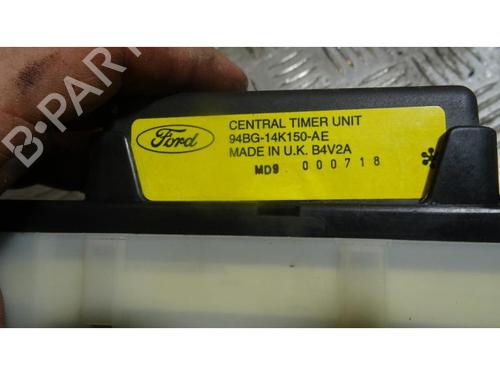 B-PARTS
Ford
CENTRAL TIMER UNIT
94BG-14K150-AE
MADE IN U.K. B4V2A
MD9 000718